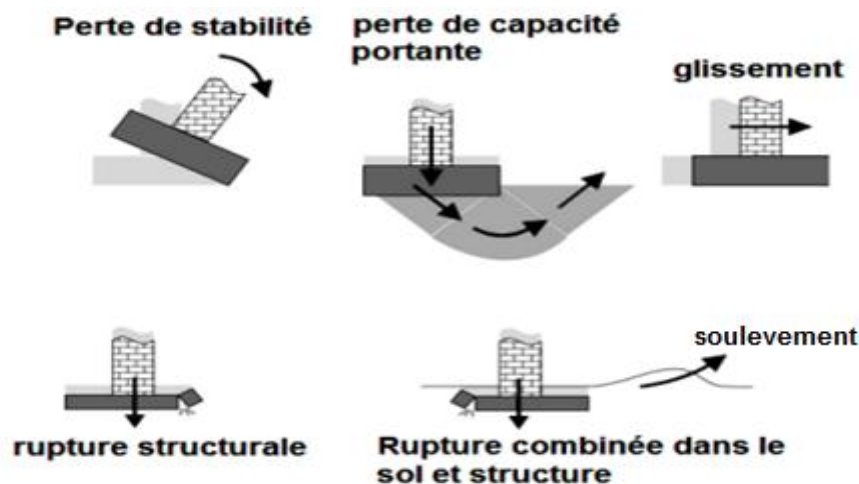 Perte de stabilité
perte de capacité
portante
glissement
rupture structurale
soulevement
Rupture combinée dans le
sol et structure